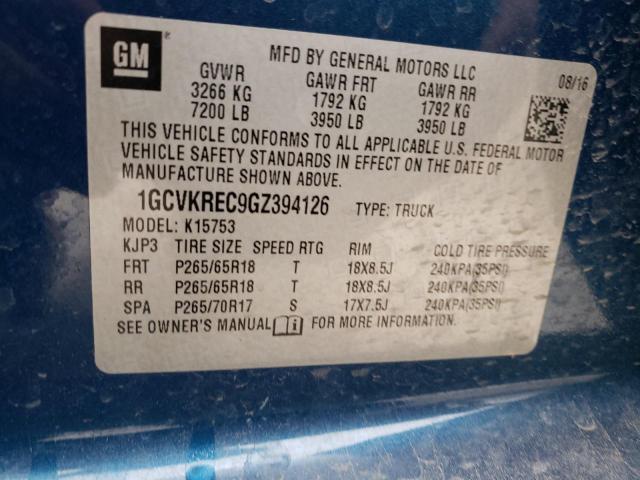 GM
MFD BY GENERAL MOTORS LLC 08/16
GVWR GAWR FRT GAWR RR
3266 KG 1792 KG 1792 KG
7200 LB 3950 LB 3950 LB
THIS VEHICLE CONFORMS TO ALL APPLICABLE U.S. FEDERAL MOTOR
VEHICLE SAFETY STANDARDS IN EFFECT ON THE DATE OF
MANUFACTURE SHOWN ABOVE.
1GCVKREC9GZ394126 TYPE: TRUCK
MODEL: K15753
KJP3 TIRE SIZE SPEED RTG RIM COLD TIRE PRESSURE
FRT P265/65R18 T 18X8.5J 240KPA(35PSI)
RR P265/65R18 T 18X8.5J 240KPA(35PSI)
SPA P265/70R17 S 17X7.5J 240KPA(35PSI)
SEE OWNER'S MANUAL i FOR MORE INFORMATION.